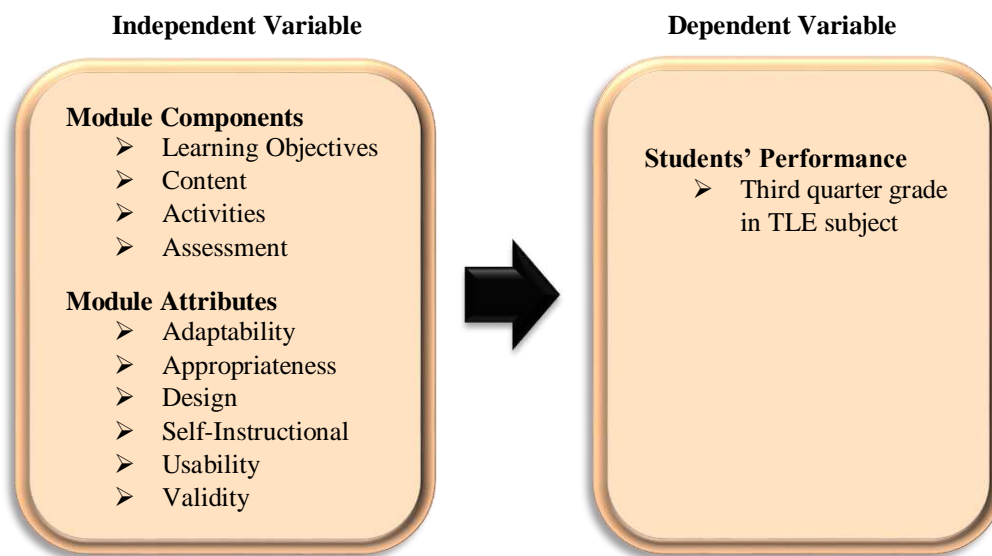 Independent Variable
Module Components
➢ Learning Objectives
➢ Content
➢ Activities
➢ Assessment
Module Attributes
➢ Adaptability
➢ Appropriateness
➢ Design
➢ Self-Instructional
➢ Usability
➢ Validity
Dependent Variable
Students’ Performance
➢ Third quarter grade
in TLE subject